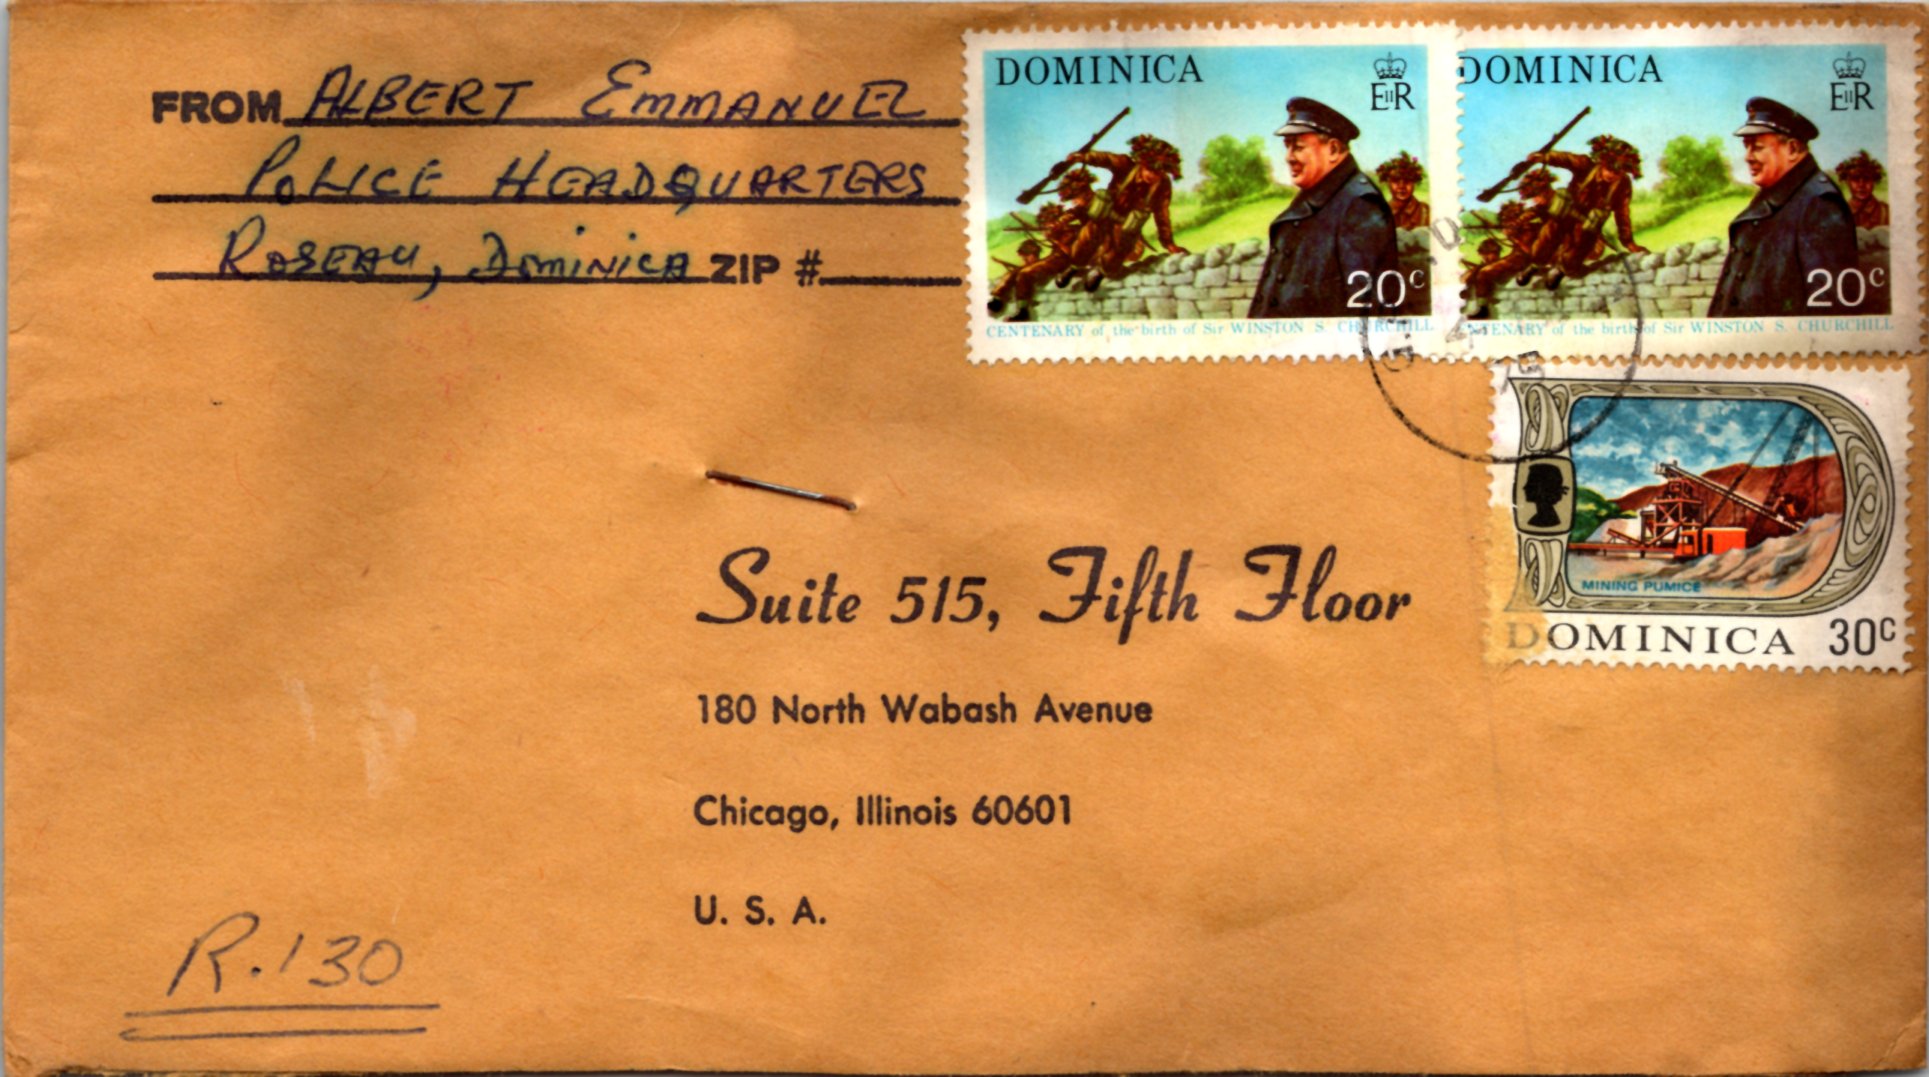 FROM ALBERT EMMANUEL
POLICE HEADQUARTERS
ROSEAU, DOMINICA ZIP #
DOMINICA
EIIR
20c
CENTENARY of the birth of Sir WINSTON S. CHURCHILL
DOMINICA
EIIR
20c
CENTENARY of the birth of Sir WINSTON S. CHURCHILL
MINING PUMICE
DOMINICA 30c
Suite 515, Fifth Floor
180 North Wabash Avenue
Chicago, Illinois 60601
U. S. A.
R.130